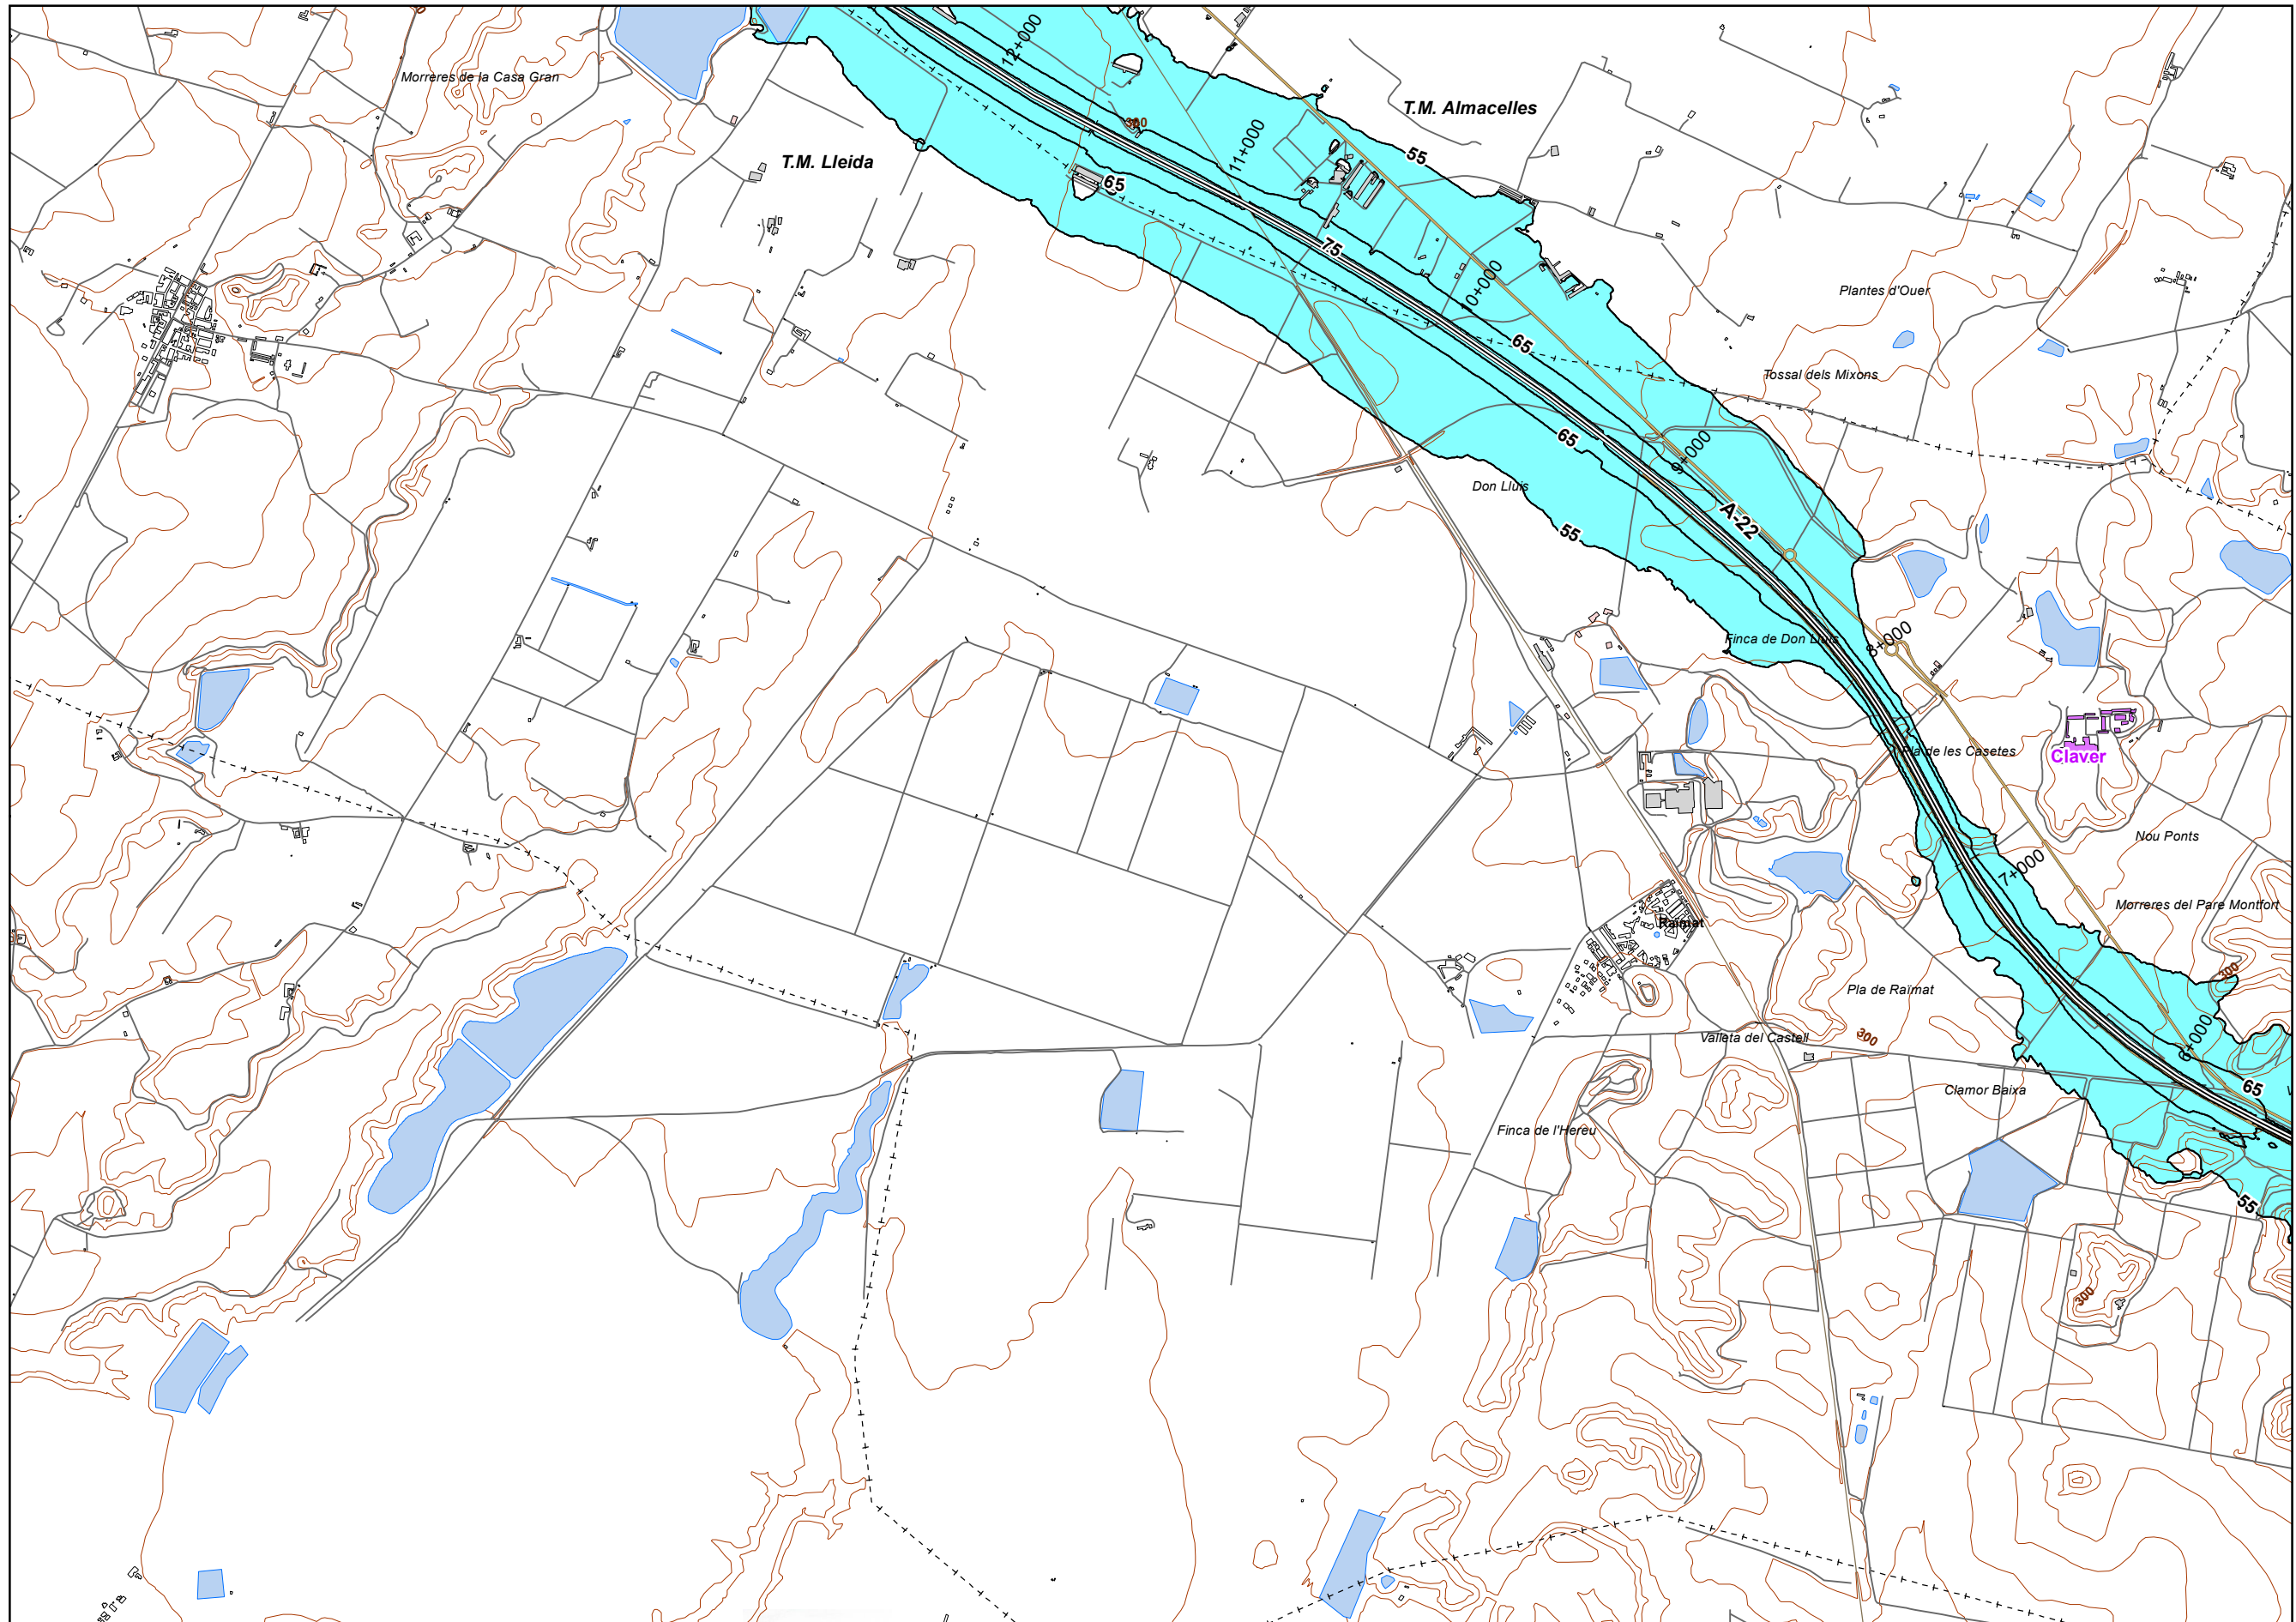 12+000
Morreres de la Casa Gran
T.M. Almacelles
300
11+000
55
T.M. Lleida
65
75
10+000
Plantes d'Ouer
65
Tossal dels Mixons
65
9+000
Don Lluis
A-22
55
Finca de Don Lluis
8+000
Pla de les Casetes
Claver
Nou Ponts
7+000
Morreres del Pare Montfort
Raimat
300
Pla de Raïmat
300
Valleta del Castell
6+000
65
Clamor Baixa
Finca de l'Hereu
55
300